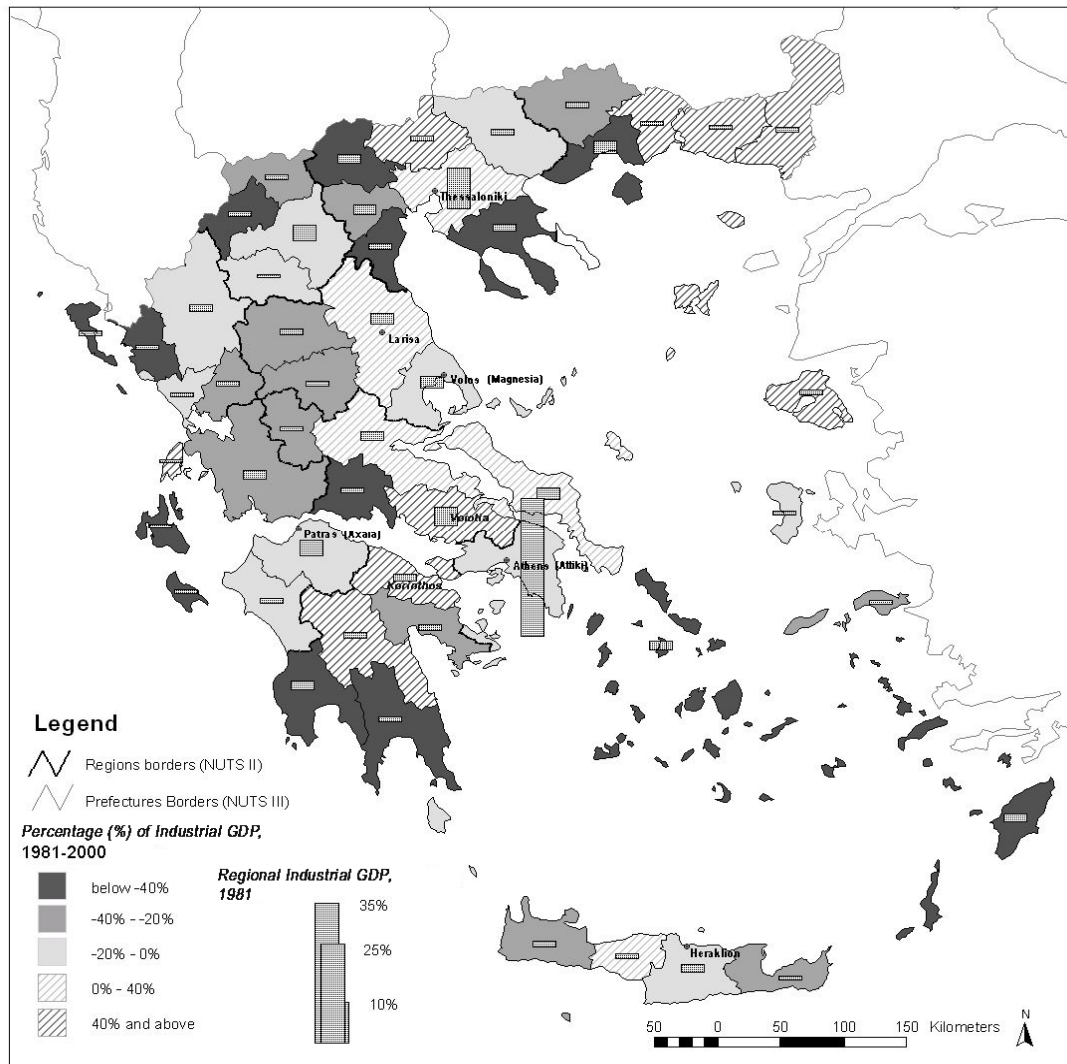 Thessaloniki
Larisa
Volos (Magnesia)
Voiotia
Patras (Axaia)
Athens (Attiki)
Korinthos
Legend
Regions borders (NUTS II)
Prefectures Borders (NUTS III)
Percentage (%) of Industrial GDP,
1981-2000
below -40%
-40% - -20%
-20% - 0%
0% - 40%
40% and above
Regional Industrial GDP,
1981
35%
25%
10%
Heraklion
N
50 0 50 100 150 Kilometers